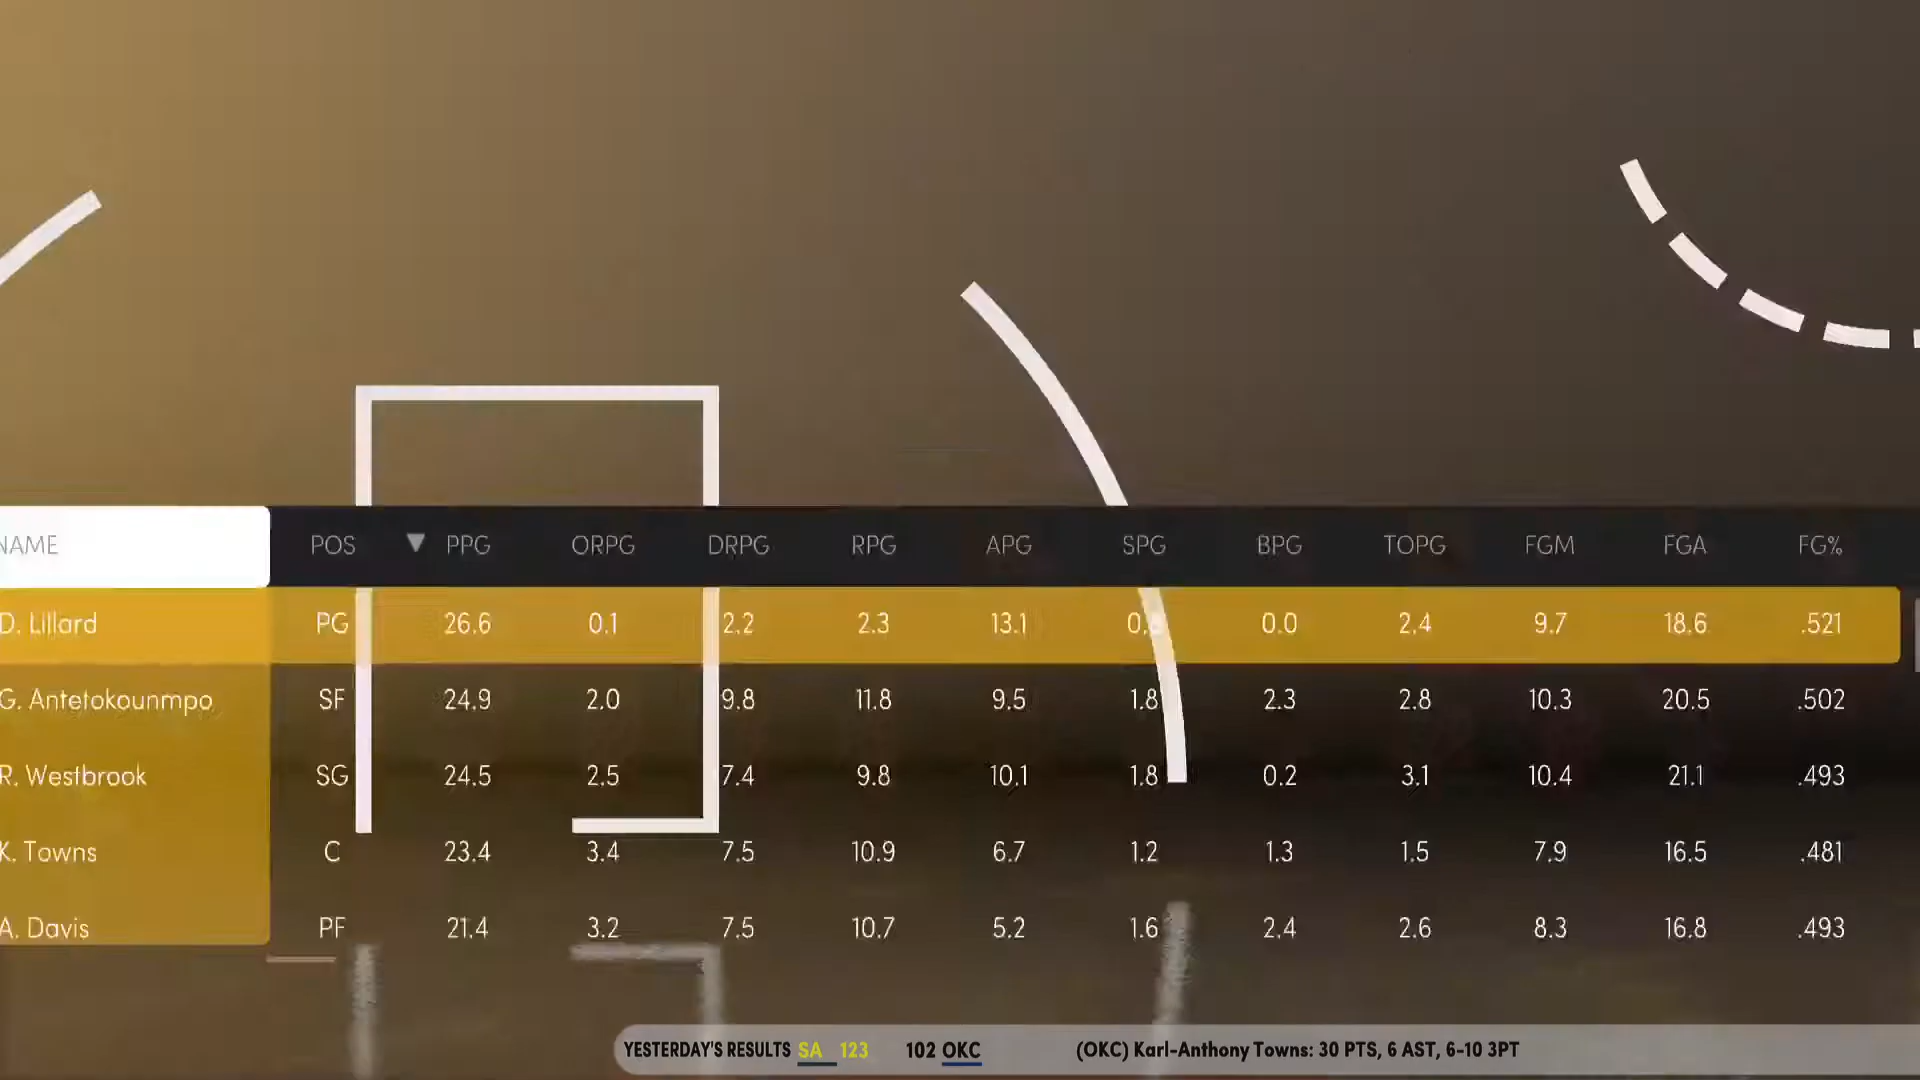 NAME POS ▼ PPG ORPG DRPG RPG APG SPG BPG TOPG FGM FGA FG%
D. Lillard PG 26.6 0.1 2.2 2.3 13.1 9.7 0.0 2.4 18.6 .521
G. Antetokounmpo SF 24.9 2.0 9.8 11.8 9.5 1.8 2.3 2.8 10.3 20.5 .502
R. Westbrook SG 24.5 2.5 7.4 9.8 10.1 1.8 0.2 3.1 10.4 21.1 .493
K. Towns C 23.4 3.4 7.5 10.9 6.7 1.2 1.3 1.5 7.9 16.5 .481
A. Davis PF 21.4 3.2 7.5 10.7 5.2 1.6 2.4 2.6 8.3 16.8 .493
YESTERDAY'S RESULTS SA 123 102 OKC (OKC) Karl-Anthony Towns: 30 PTS, 6 AST, 6-10 3PT